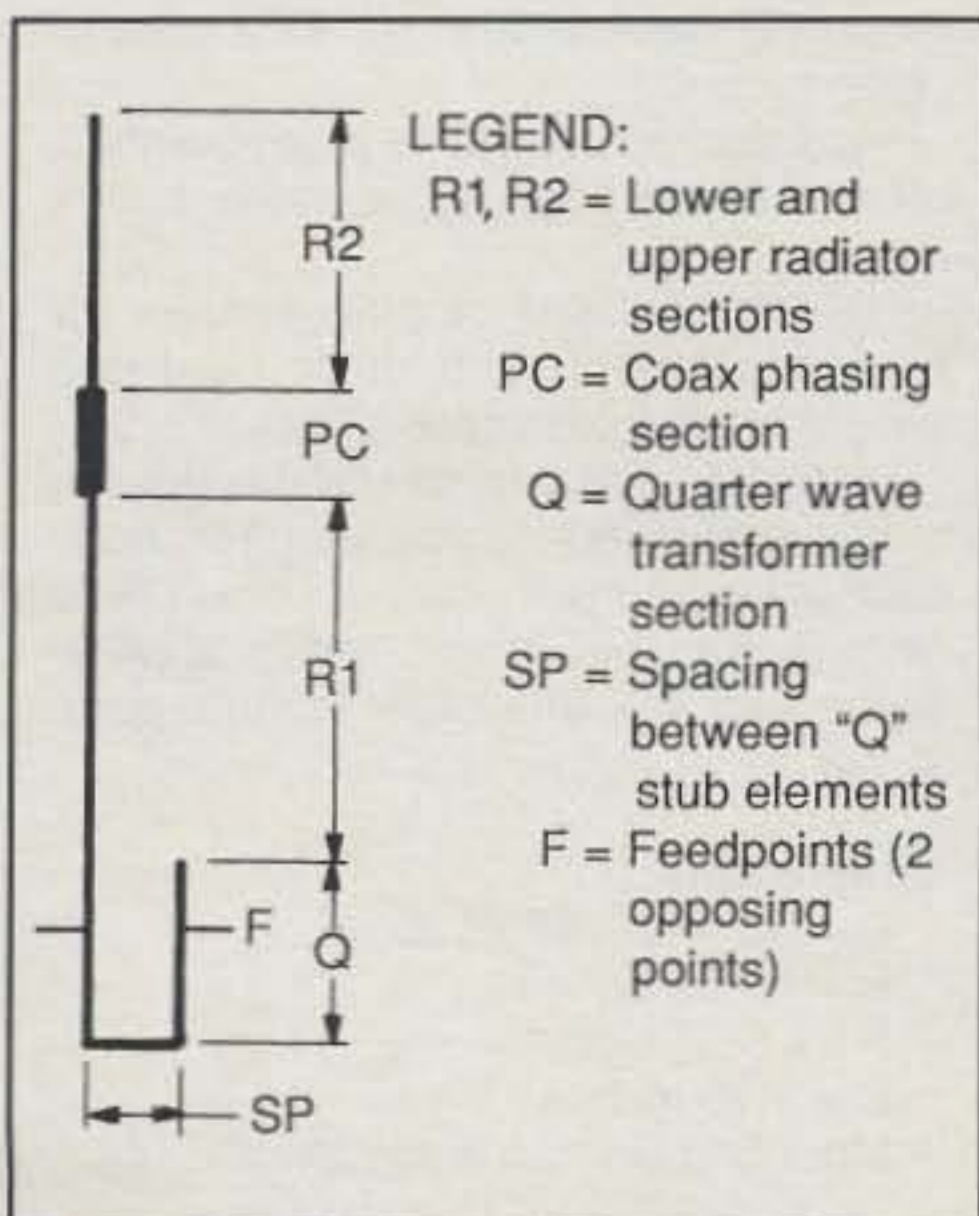 LEGEND:
R1, R2 = Lower and
upper radiator
sections
PC = Coax phasing
section
Q = Quarter wave
transformer
section
SP = Spacing
between “Q”
stub elements
F = Feedpoints (2
opposing
points)
R2
PC
R1
F
Q
SP